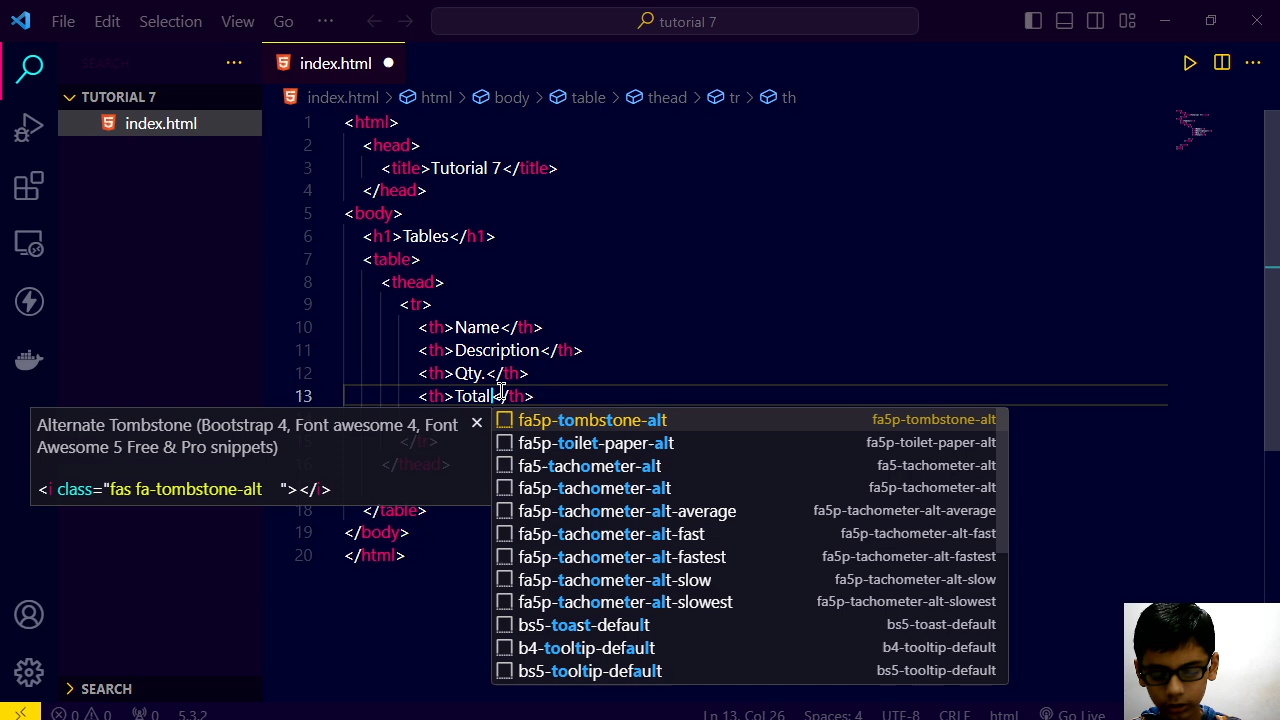 File Edit Selection View Go ··· tutorial 7
SEARCH ···
index.html
TUTORIAL 7
index.html
index.html > html > body > table > thead > tr > th
1 <html>
2 <head>
3 <title>Tutorial 7</title>
4 </head>
5 <body>
6 <h1>Tables</h1>
7 <table>
8 <thead>
9 <tr>
10 <th>Name</th>
11 <th>Description</th>
12 <th>Qty.</th>
13 <th>Total</th>
Alternate Tombstone (Bootstrap 4, Font awesome 4, Font
Awesome 5 Free & Pro snippets)
<i class="fas fa-tombstone-alt "></i>
</tr>
</thead>
fa5p-tombstone-alt fa5p-tombstone-alt
fa5p-toilet-paper-alt fa5p-toilet-paper-alt
fa5-tachometer-alt fa5-tachometer-alt
fa5p-tachometer-alt fa5p-tachometer-alt
fa5p-tachometer-alt-average fa5p-tachometer-alt-average
fa5p-tachometer-alt-fast fa5p-tachometer-alt-fast
fa5p-tachometer-alt-fastest fa5p-tachometer-alt-fastest
fa5p-tachometer-alt-slow fa5p-tachometer-alt-slow
fa5p-tachometer-alt-slowest fa5p-tachometer-alt-slowest
bs5-toast-default bs5-toast-default
b4-tooltip-default b4-tooltip-default
bs5-tooltip-default bs5-tooltip-default
18 </table>
19 </body>
20 </html>
SEARCH
0 0 0 5.3.2 Ln 13, Col 26 Spaces: 4 UTF-8 CRLF html Go Live